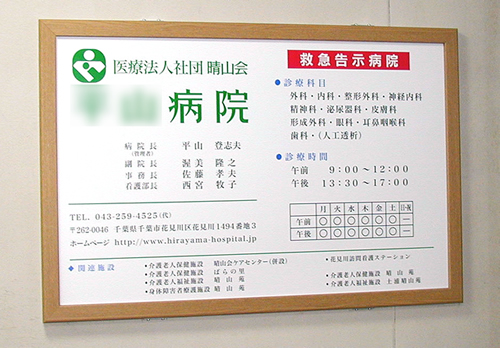 医療法人社団 晴山会
病院
病院長 平山 登志夫
(管理者)
副院長 渥美 隆之
事務長 佐藤 孝夫
看護部長 西宮 牧子
TEL. 043-259-4525(代)
〒262-0046 千葉県千葉市花見川区花見川1494番地3
ホームページ http://www.hirayama-hospital.jp
救急告示病院
●診療科目
外科・内科・整形外科・神経内科
精神科・泌尿器科・皮膚科
形成外科・眼科・耳鼻咽喉科
歯科・(人工透析)
●診療時間
午前 9:00〜12:00
午後 13:30〜17:00
月 火 水 木 金 土 日・祝
午前 ○ ○ ○ ○ ○ ○ —
午後 ○ ○ ○ ○ ○ ○ —
◆関連施設
・介護老人保健施設 晴山会ケアセンター(併設)
・介護老人保健施設 ばらの里
・介護老人福祉施設 晴山苑
・身体障害者療護施設 晴山苑
・花見川訪問看護ステーション
・介護老人保健施設 晴山苑
・介護老人福祉施設 土浦晴山苑